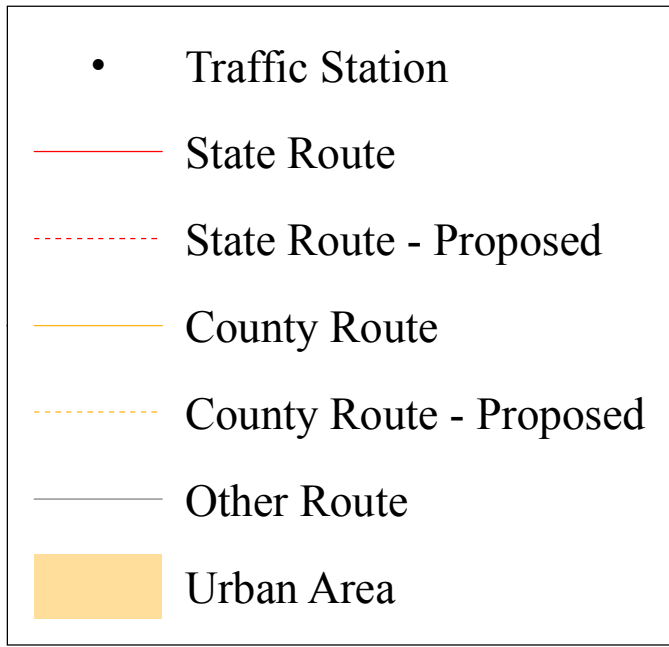 Traffic Station
State Route
State Route - Proposed
County Route
County Route - Proposed
Other Route
Urban Area